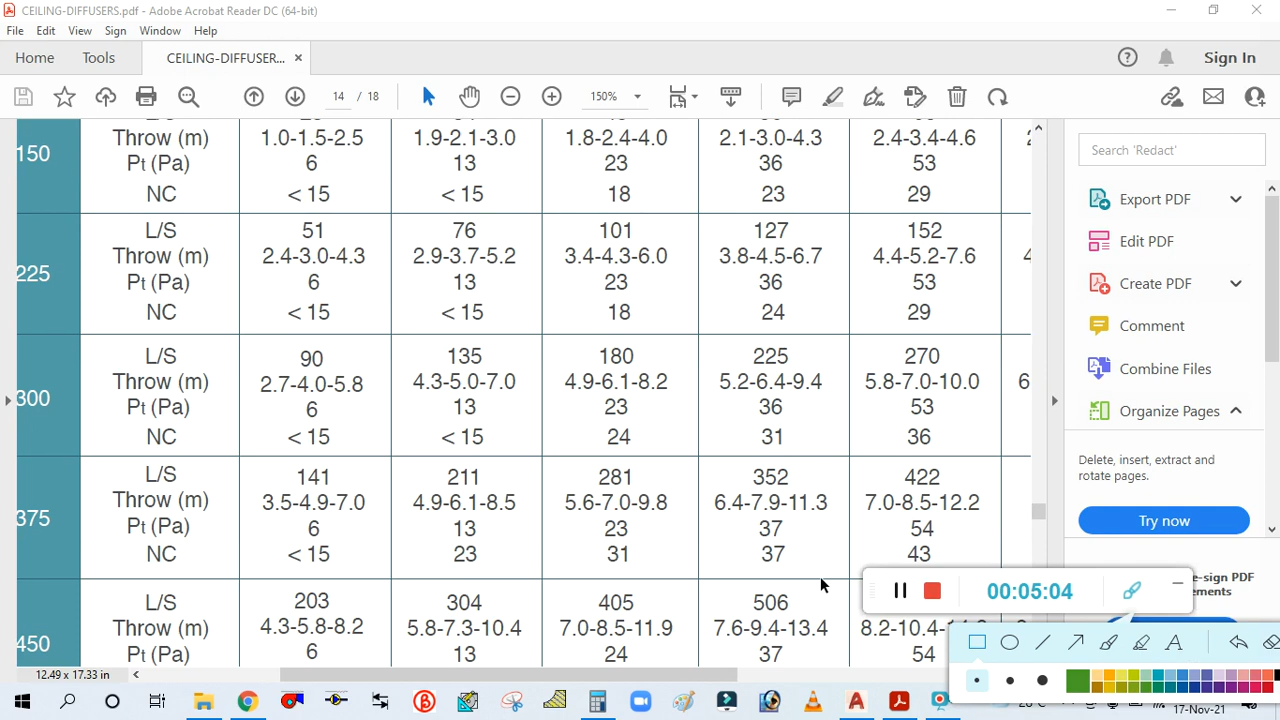 CEILING-DIFFUSERS.pdf - Adobe Acrobat Reader DC (64-bit)
File Edit View Sign Window Help
Home Tools CEILING-DIFFUSER... × Sign In
14 / 18 150%
150 Throw (m) 1.0-1.5-2.5 1.9-2.1-3.0 1.8-2.4-4.0 2.1-3.0-4.3 2.4-3.4-4.6
Pt (Pa) 6 13 23 36 53
NC < 15 < 15 18 23 29
225 L/S 51 76 101 127 152
Throw (m) 2.4-3.0-4.3 2.9-3.7-5.2 3.4-4.3-6.0 3.8-4.5-6.7 4.4-5.2-7.6
Pt (Pa) 6 13 23 36 53
NC < 15 < 15 18 24 29
300 L/S 90 135 180 225 270
Throw (m) 2.7-4.0-5.8 4.3-5.0-7.0 4.9-6.1-8.2 5.2-6.4-9.4 5.8-7.0-10.0 6
Pt (Pa) 6 13 23 36 53
NC < 15 < 15 24 31 36
375 L/S 141 211 281 352 422
Throw (m) 3.5-4.9-7.0 4.9-6.1-8.5 5.6-7.0-9.8 6.4-7.9-11.3 7.0-8.5-12.2
Pt (Pa) 6 13 23 37 54
NC < 15 23 31 37 43
450 L/S 203 304 405 506
Throw (m) 4.3-5.8-8.2 5.8-7.3-10.4 7.0-8.5-11.9 7.6-9.4-13.4 8.2-10.4-
Pt (Pa) 6 13 24 37 54
12.49 x 17.33 in
Search 'Redact'
Export PDF
Edit PDF
Create PDF
Comment
Combine Files
Organize Pages
Delete, insert, extract and
rotate pages.
Try now
e-sign PDF
00:05:04
A
17-Nov-21